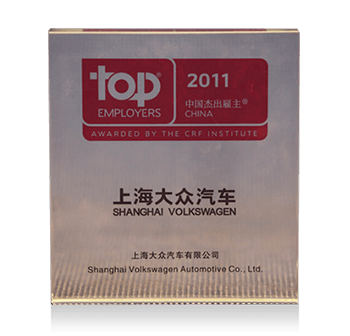 top
EMPLOYERS
2011
中国杰出雇主®
CHINA
AWARDED BY THE CRF INSTITUTE
上海大众汽车
SHANGHAI VOLKSWAGEN
上海大众汽车有限公司
Shanghai Volkswagen Automotive Co., Ltd.